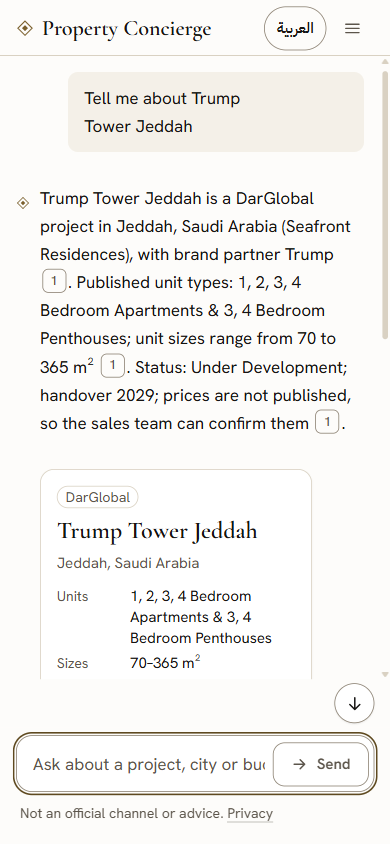 Property Concierge
العربية
Tell me about Trump
Tower Jeddah
Trump Tower Jeddah is a DarGlobal
project in Jeddah, Saudi Arabia (Seafront
Residences), with brand partner Trump
1 . Published unit types: 1, 2, 3, 4
Bedroom Apartments & 3, 4 Bedroom
Penthouses; unit sizes range from 70 to
365 m² 1 . Status: Under Development;
handover 2029; prices are not published,
so the sales team can confirm them 1 .
DarGlobal
Trump Tower Jeddah
Jeddah, Saudi Arabia
Units 1, 2, 3, 4 Bedroom
Apartments & 3, 4
Bedroom Penthouses
Sizes 70–365 m²
Ask about a project, city or bu
Send
Not an official channel or advice. Privacy